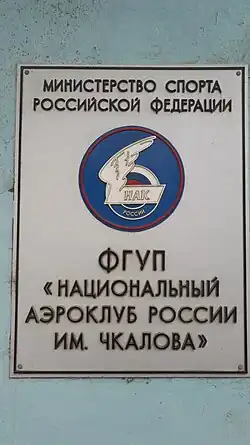 МИНИСТЕРСТВО СПОРТА
РОССИЙСКОЙ ФЕДЕРАЦИИ
НАК
РОССИИ
ФГУП
«НАЦИОНАЛЬНЫЙ
АЭРОКЛУБ РОССИИ
ИМ. ЧКАЛОВА»